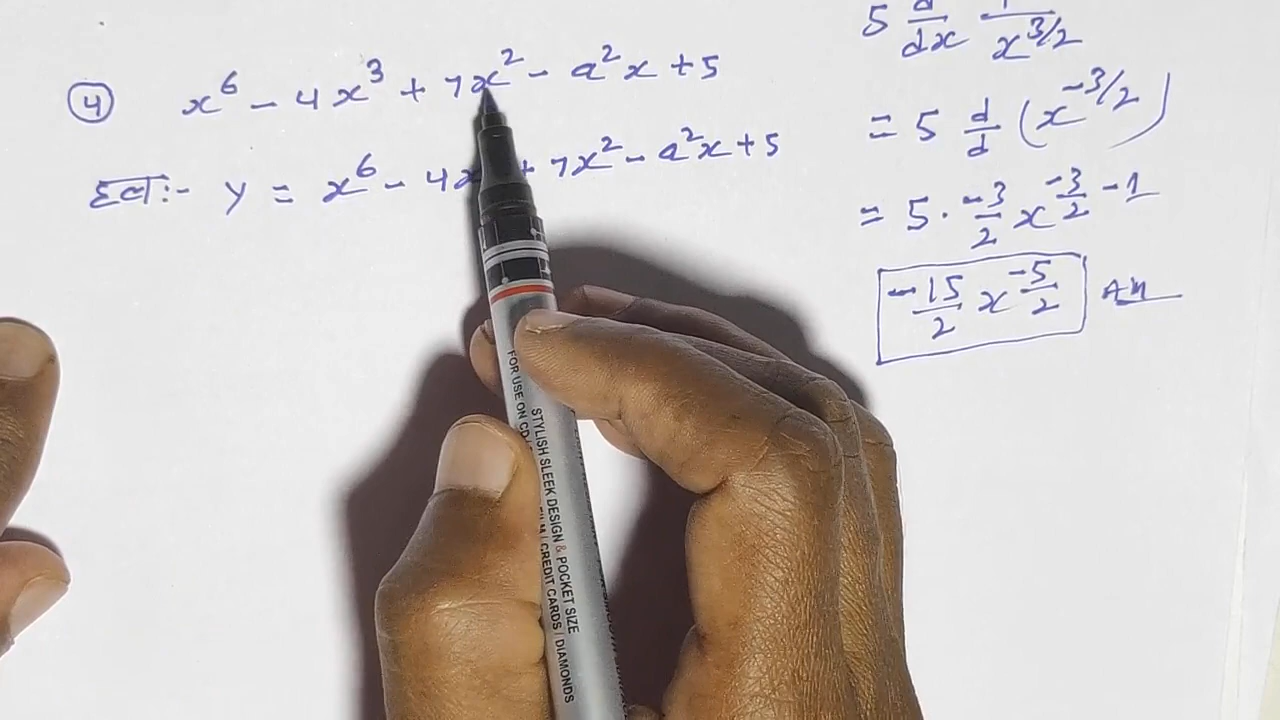 ④ x⁶ - 4x³ + 7x² - a²x + 5
हल:- y = x⁶ - 4x + 7x² - a²x + 5
5 d/dx 1/x^3/2
= 5 d/d (x^-3/2)
= 5 · -3/2 x^-3/2 - 1
-15/2 x^-5/2 An
FOR USE ON CD
STYLISH SLEEK DESIGN & POCKET SIZE
FILM / CREDIT CARDS / DIAMONDS